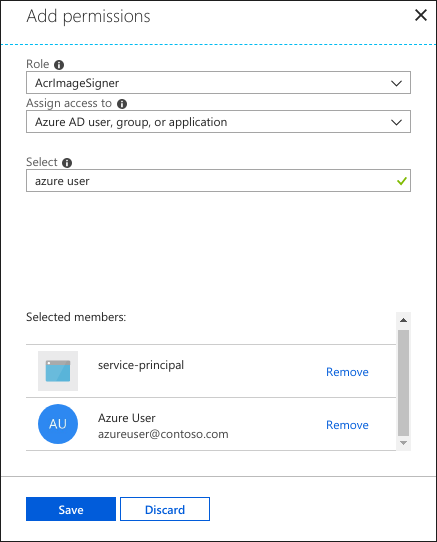 Add permissions
Role
AcrImageSigner
Assign access to
Azure AD user, group, or application
Select
azure user
Selected members:
service-principal
Remove
AU
Azure User
azureuser@contoso.com
Remove
Save
Discard